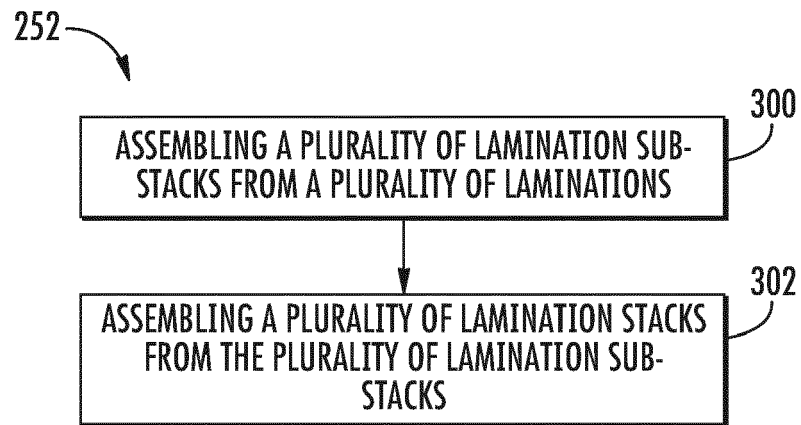 252
300
ASSEMBLING A PLURALITY OF LAMINATION SUB-
STACKS FROM A PLURALITY OF LAMINATIONS
302
ASSEMBLING A PLURALITY OF LAMINATION STACKS
FROM THE PLURALITY OF LAMINATION SUB-
STACKS